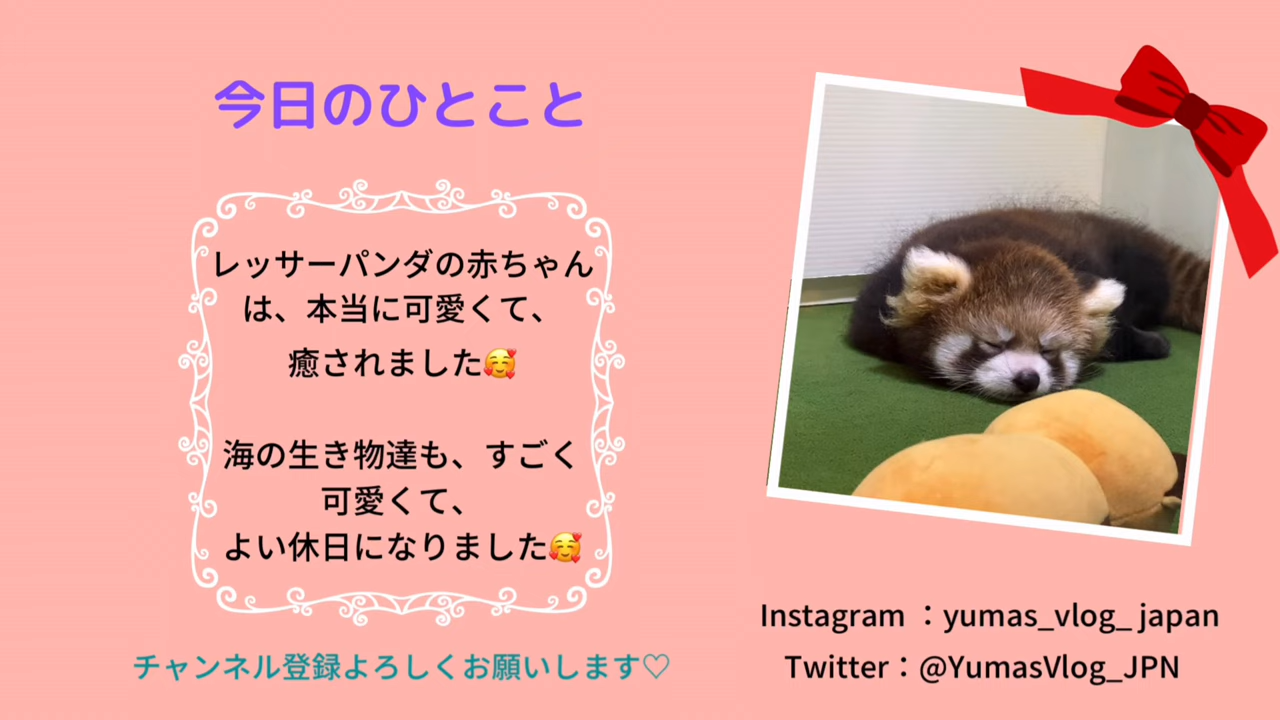 今日のひとこと
レッサーパンダの赤ちゃん
は、本当に可愛くて、
癒されました🥰
海の生き物達も、すごく
可愛くて、
よい休日になりました🥰
チャンネル登録よろしくお願いします♡
Instagram ：yumas_vlog_japan
Twitter：@YumasVlog_JPN